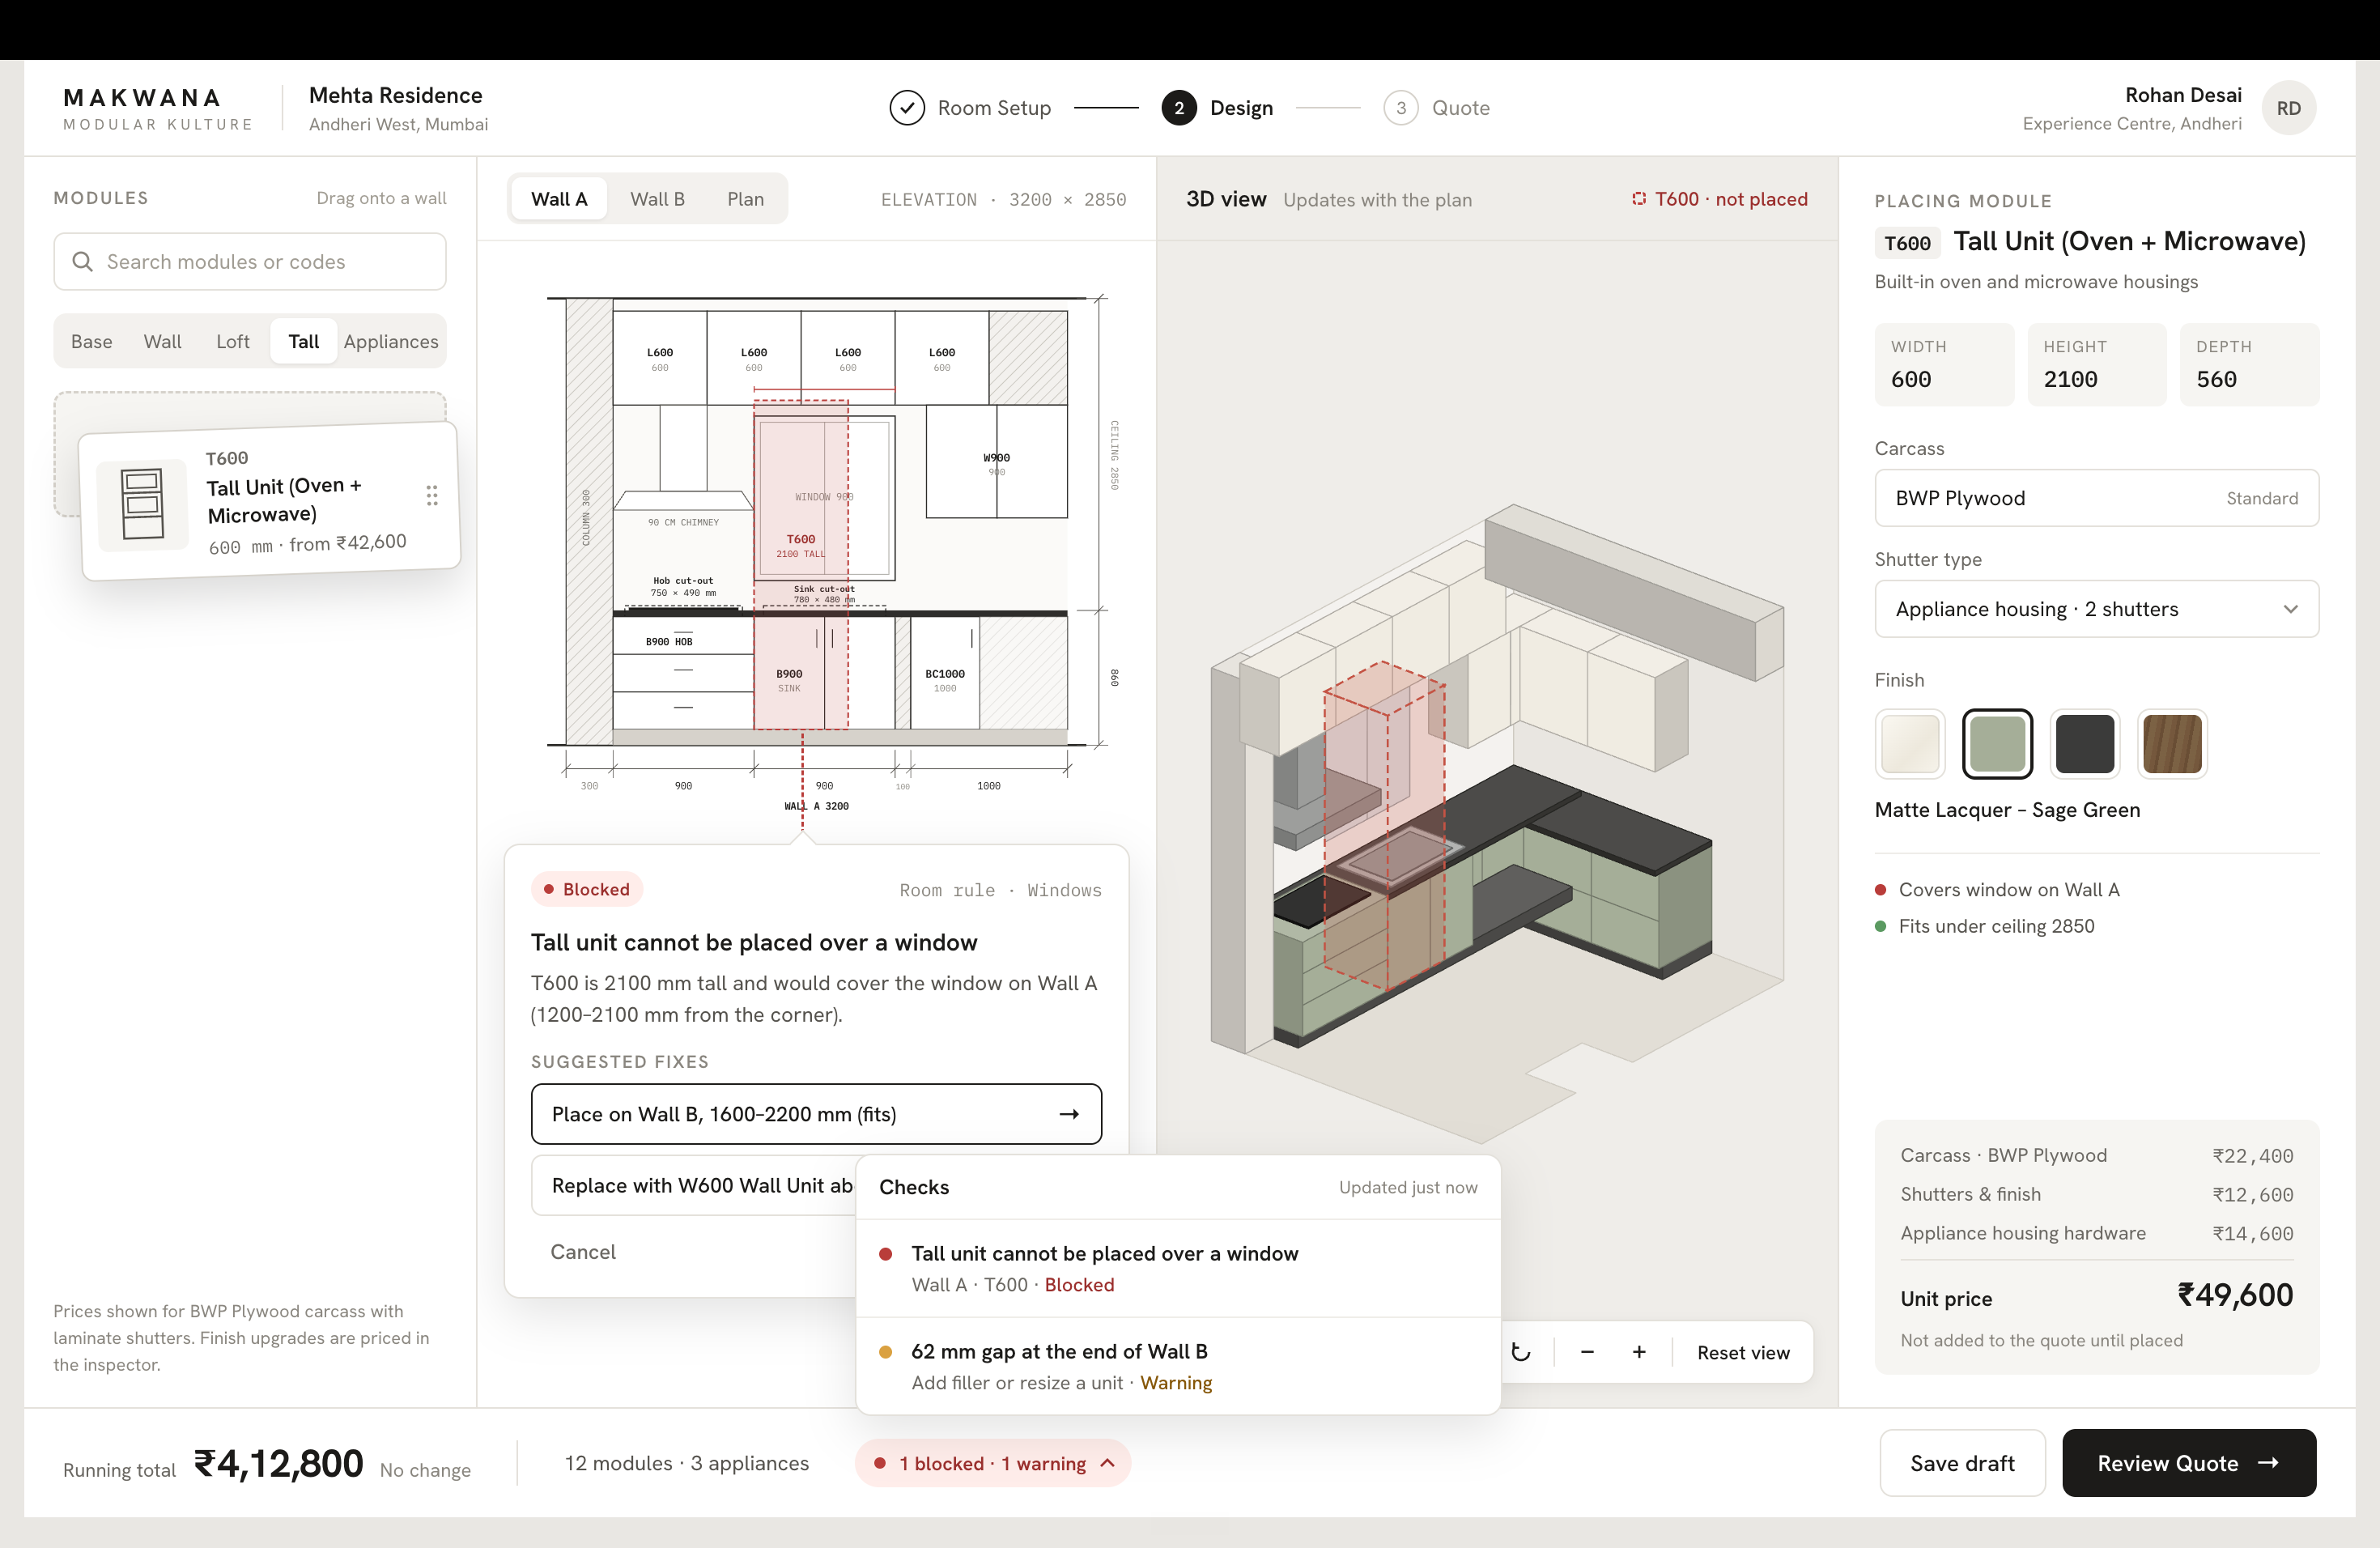 MAKWANA
MODULAR KULTURE
Mehta Residence
Andheri West, Mumbai
Room Setup
2 Design
3 Quote
Rohan Desai
Experience Centre, Andheri
RD
MODULES
Drag onto a wall
Search modules or codes
Base Wall Loft Tall Appliances
T600
Tall Unit (Oven +
Microwave)
600 mm · from ₹42,600
Prices shown for BWP Plywood carcass with
laminate shutters. Finish upgrades are priced in
the inspector.
Wall A Wall B Plan
ELEVATION · 3200 × 2850
L600
600
L600
600
L600
600
L600
600
COLUMN 300
90 CM CHIMNEY
WINDOW 900
W900
900
CEILING 2850
T600
2100 TALL
Hob cut-out
750 × 490 mm
Sink cut-out
780 × 480 mm
B900 HOB
B900
SINK
BC1000
1000
860
300
900
900
100
1000
WALL A 3200
Blocked
Room rule · Windows
Tall unit cannot be placed over a window
T600 is 2100 mm tall and would cover the window on Wall A
(1200–2100 mm from the corner).
SUGGESTED FIXES
Place on Wall B, 1600–2200 mm (fits)
Replace with W600 Wall Unit ab
Cancel
3D view
Updates with the plan
T600 · not placed
Checks
Updated just now
Tall unit cannot be placed over a window
Wall A · T600 · Blocked
62 mm gap at the end of Wall B
Add filler or resize a unit · Warning
Reset view
PLACING MODULE
T600 Tall Unit (Oven + Microwave)
Built-in oven and microwave housings
WIDTH
600
HEIGHT
2100
DEPTH
560
Carcass
BWP Plywood
Standard
Shutter type
Appliance housing · 2 shutters
Finish
Matte Lacquer – Sage Green
Covers window on Wall A
Fits under ceiling 2850
Carcass · BWP Plywood ₹22,400
Shutters & finish ₹12,600
Appliance housing hardware ₹14,600
Unit price ₹49,600
Not added to the quote until placed
Running total ₹4,12,800 No change
12 modules · 3 appliances
1 blocked · 1 warning
Save draft
Review Quote